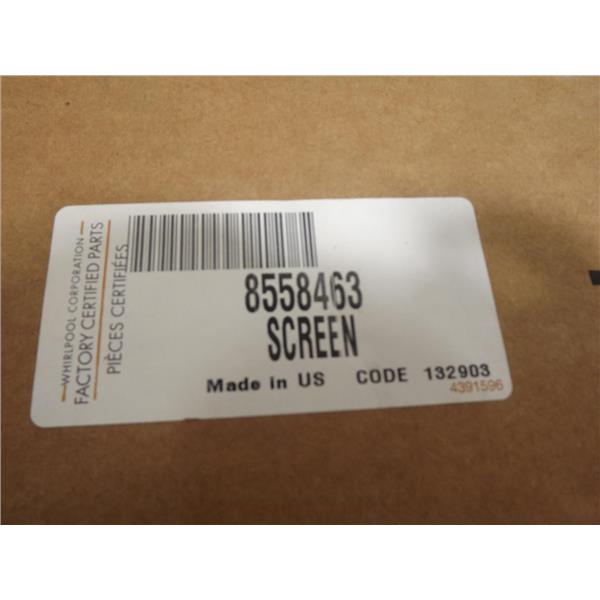 WHIRLPOOL CORPORATION
FACTORY CERTIFIED PARTS
PIÈCES CERTIFIÉES
8558463
SCREEN
Made in US CODE 132903
4391596